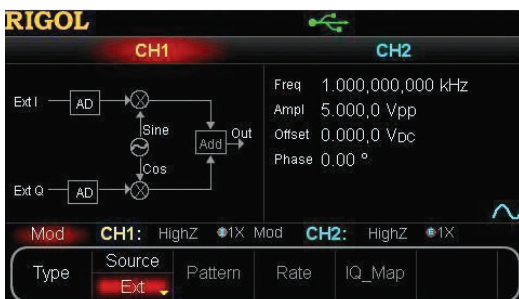 RIGOL
CH1
CH2
Ext I
AD
Sine
Cos
Add
Out
Ext Q
AD
Freq 1.000,000,000 kHz
Ampl 5.000,0 Vpp
Offset 0.000,0 VDC
Phase 0.00 °
Mod CH1: HighZ 1X Mod CH2: HighZ 1X
Type
Source
Ext
Pattern
Rate
IQ_Map